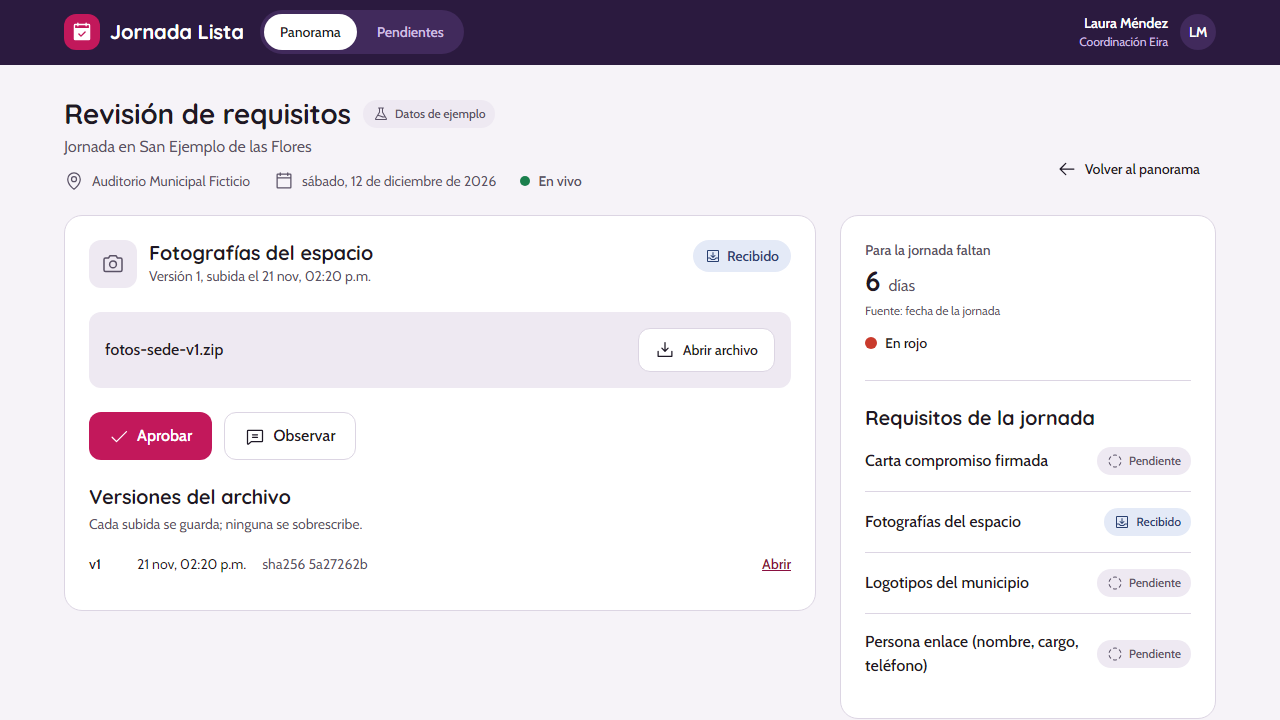 Jornada Lista
Panorama
Pendientes
Laura Méndez
Coordinación Eira
LM
Revisión de requisitos
Datos de ejemplo
Jornada en San Ejemplo de las Flores
Auditorio Municipal Ficticio
sábado, 12 de diciembre de 2026
En vivo
Volver al panorama
Fotografías del espacio
Versión 1, subida el 21 nov, 02:20 p.m.
Recibido
fotos-sede-v1.zip
Abrir archivo
Aprobar
Observar
Versiones del archivo
Cada subida se guarda; ninguna se sobrescribe.
v1
21 nov, 02:20 p.m.
sha256 5a27262b
Abrir
Para la jornada faltan
6 días
Fuente: fecha de la jornada
En rojo
Requisitos de la jornada
Carta compromiso firmada
Pendiente
Fotografías del espacio
Recibido
Logotipos del municipio
Pendiente
Persona enlace (nombre, cargo,
teléfono)
Pendiente